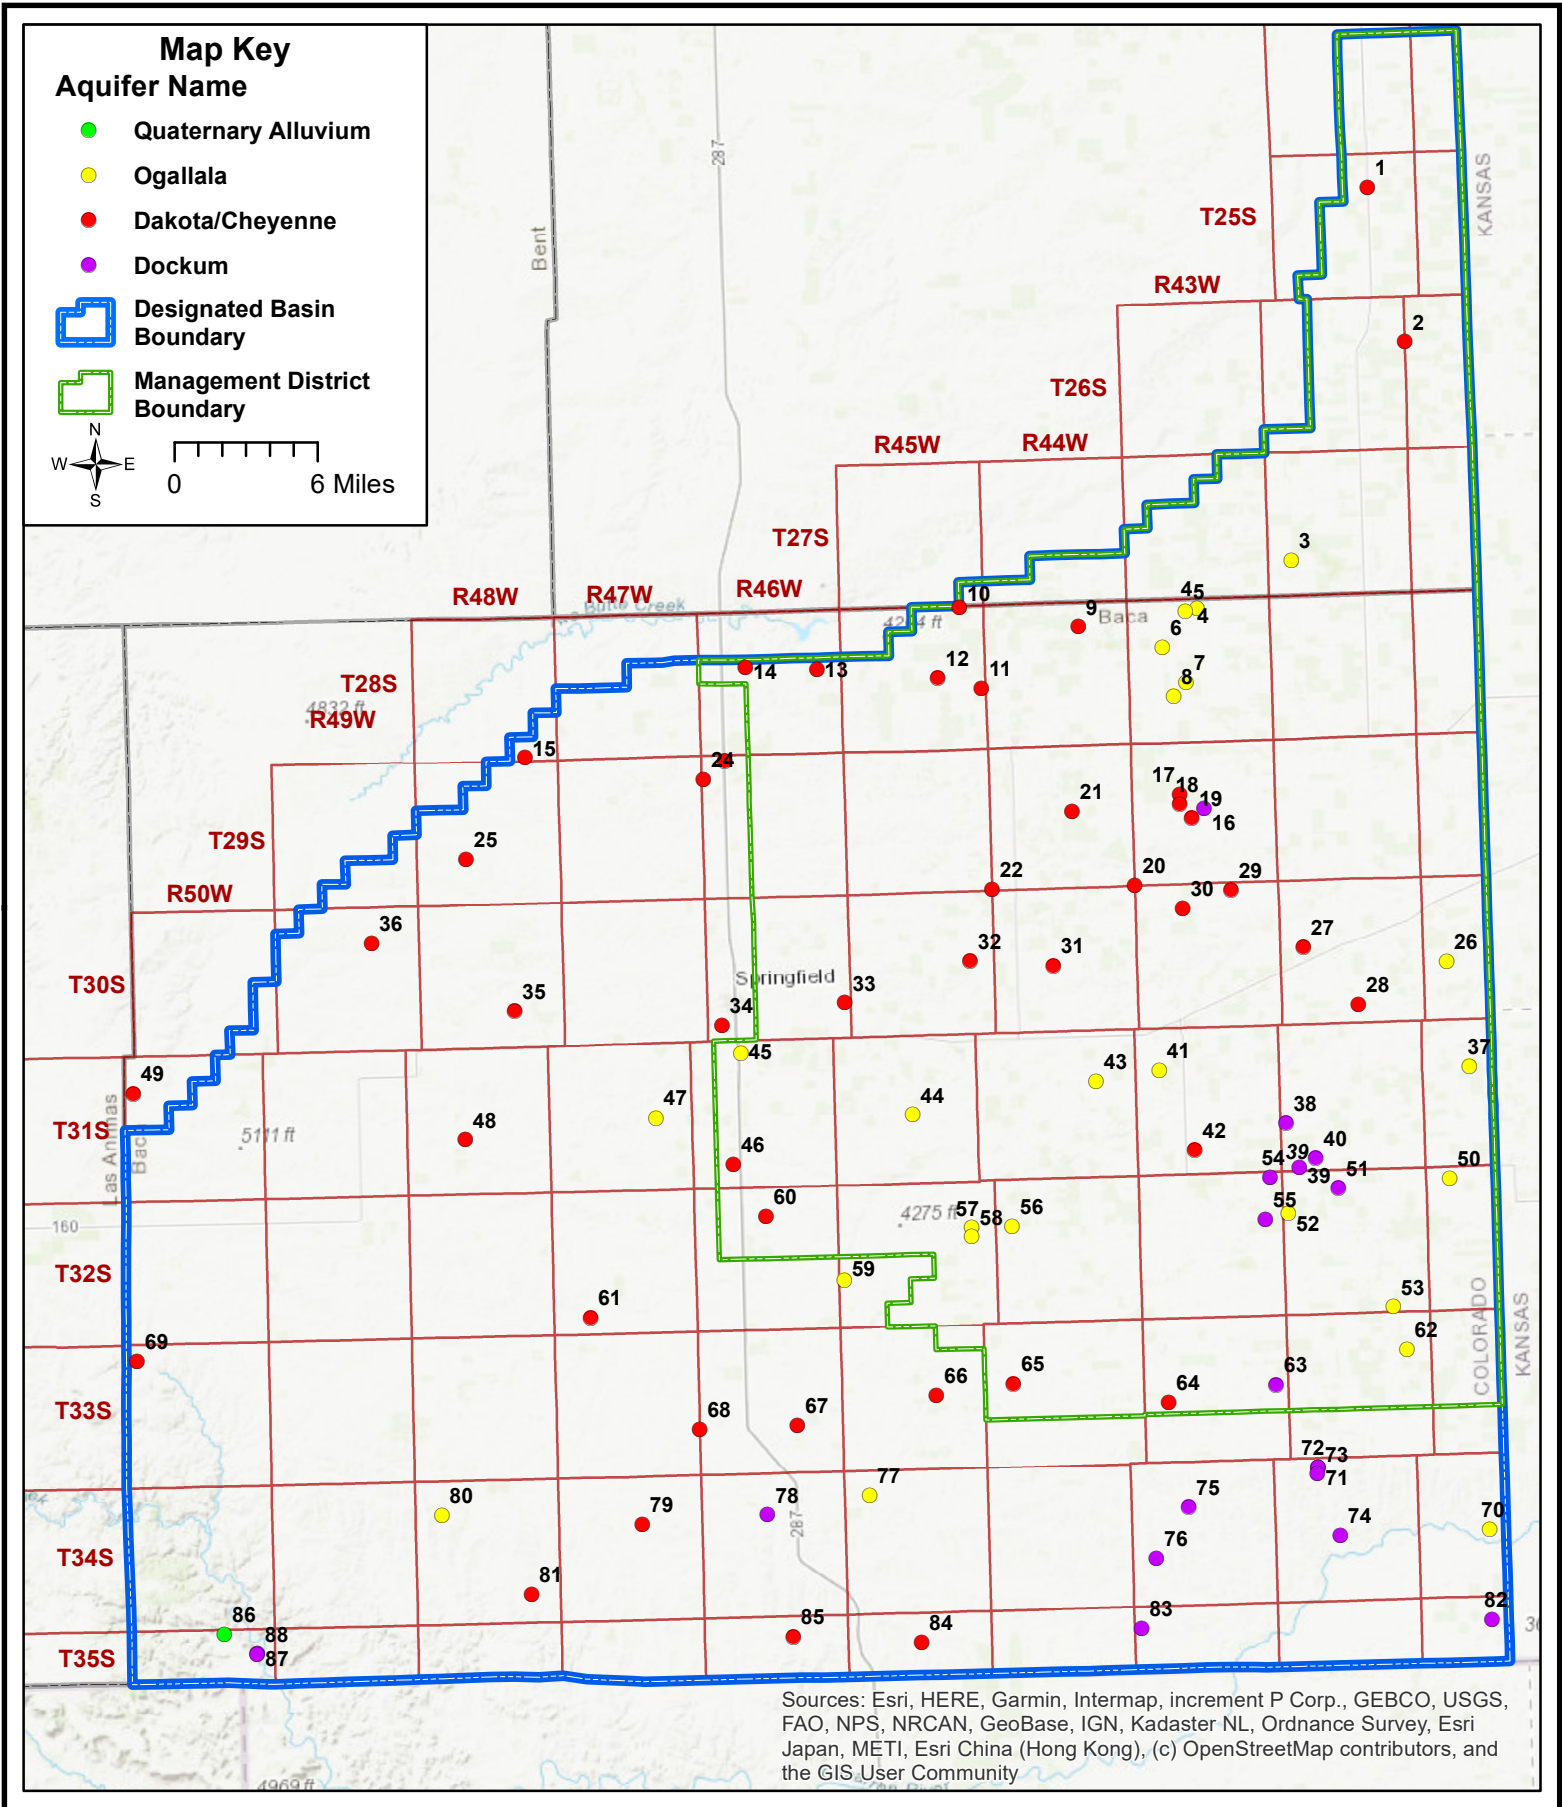 Map Key
Aquifer Name
Quaternary Alluvium
Ogallala
Dakota/Cheyenne
Dockum
Designated Basin
Boundary
Management District
Boundary
N
W E
S
0 6 Miles
287
Bent
KANSAS
1
T25S
R43W
2
T26S
R45W R44W
T27S
3
R48W R47W R46W
Butte Creek
10
45
9
4
Baca
6
12
11
7
8
14
13
T28S
4832 ft
R49W
15
24
17
18
19
16
21
T29S
25
R50W
22
20
29
30
36
27
26
32
31
Springfield
33
28
T30S
35
34
45
43
41
37
49
47
44
38
T31S
Las Animas
Baca
5111 ft
48
46
42
40
39
54
39
51
50
160
60
4275 ft
57
58
56
55
52
T32S
59
53
61
COLORADO
KANSAS
62
69
63
65
66
64
T33S
68
67
72
73
71
77
80
79
78
287
75
74
70
76
T34S
81
86
88
87
85
84
83
82
T35S
Sources: Esri, HERE, Garmin, Intermap, increment P Corp., GEBCO, USGS,
FAO, NPS, NRCAN, GeoBase, IGN, Kadaster NL, Ordnance Survey, Esri
Japan, METI, Esri China (Hong Kong), (c) OpenStreetMap contributors, and
the GIS User Community
4969 ft